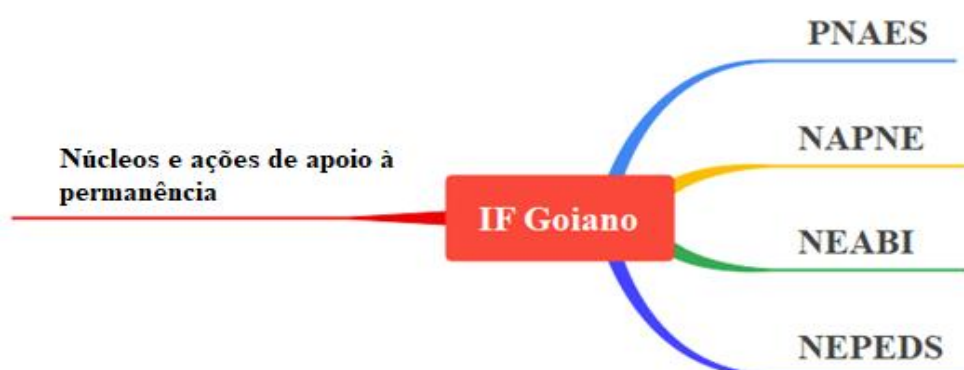 Núcleos e ações de apoio à
permanência
IF Goiano
PNAES
NAPNE
NEABI
NEPEDS